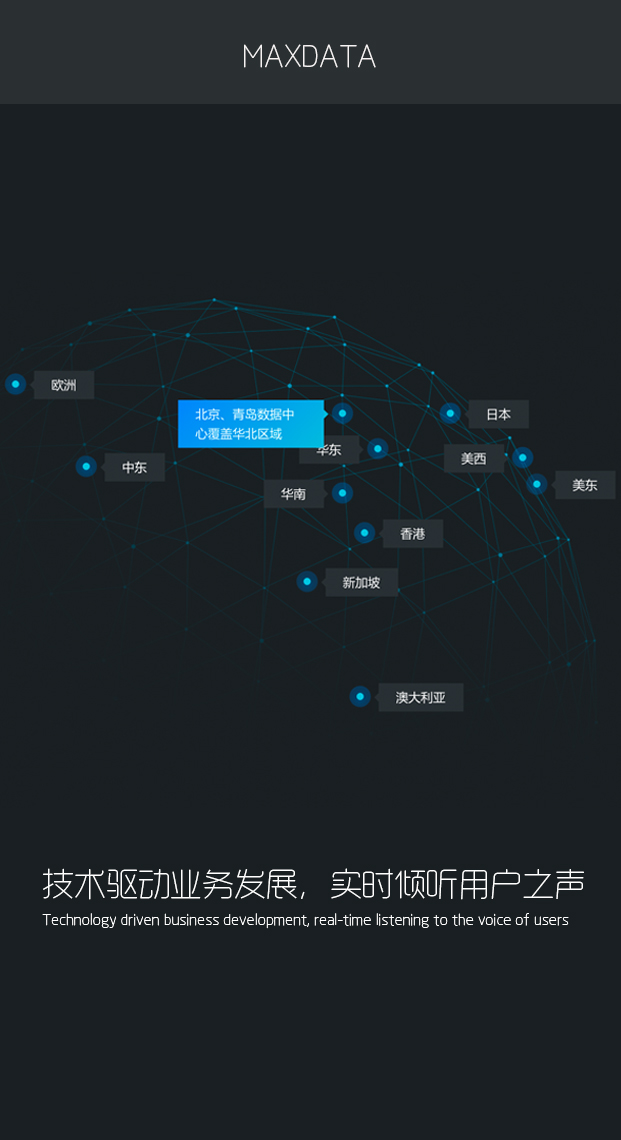 MAXDATA
欧洲
北京、青岛数据中
心覆盖华北区域
日本
华东
美西
中东
美东
华南
香港
新加坡
澳大利亚
技术驱动业务发展，实时倾听用户之声
Technology driven business development, real-time listening to the voice of users